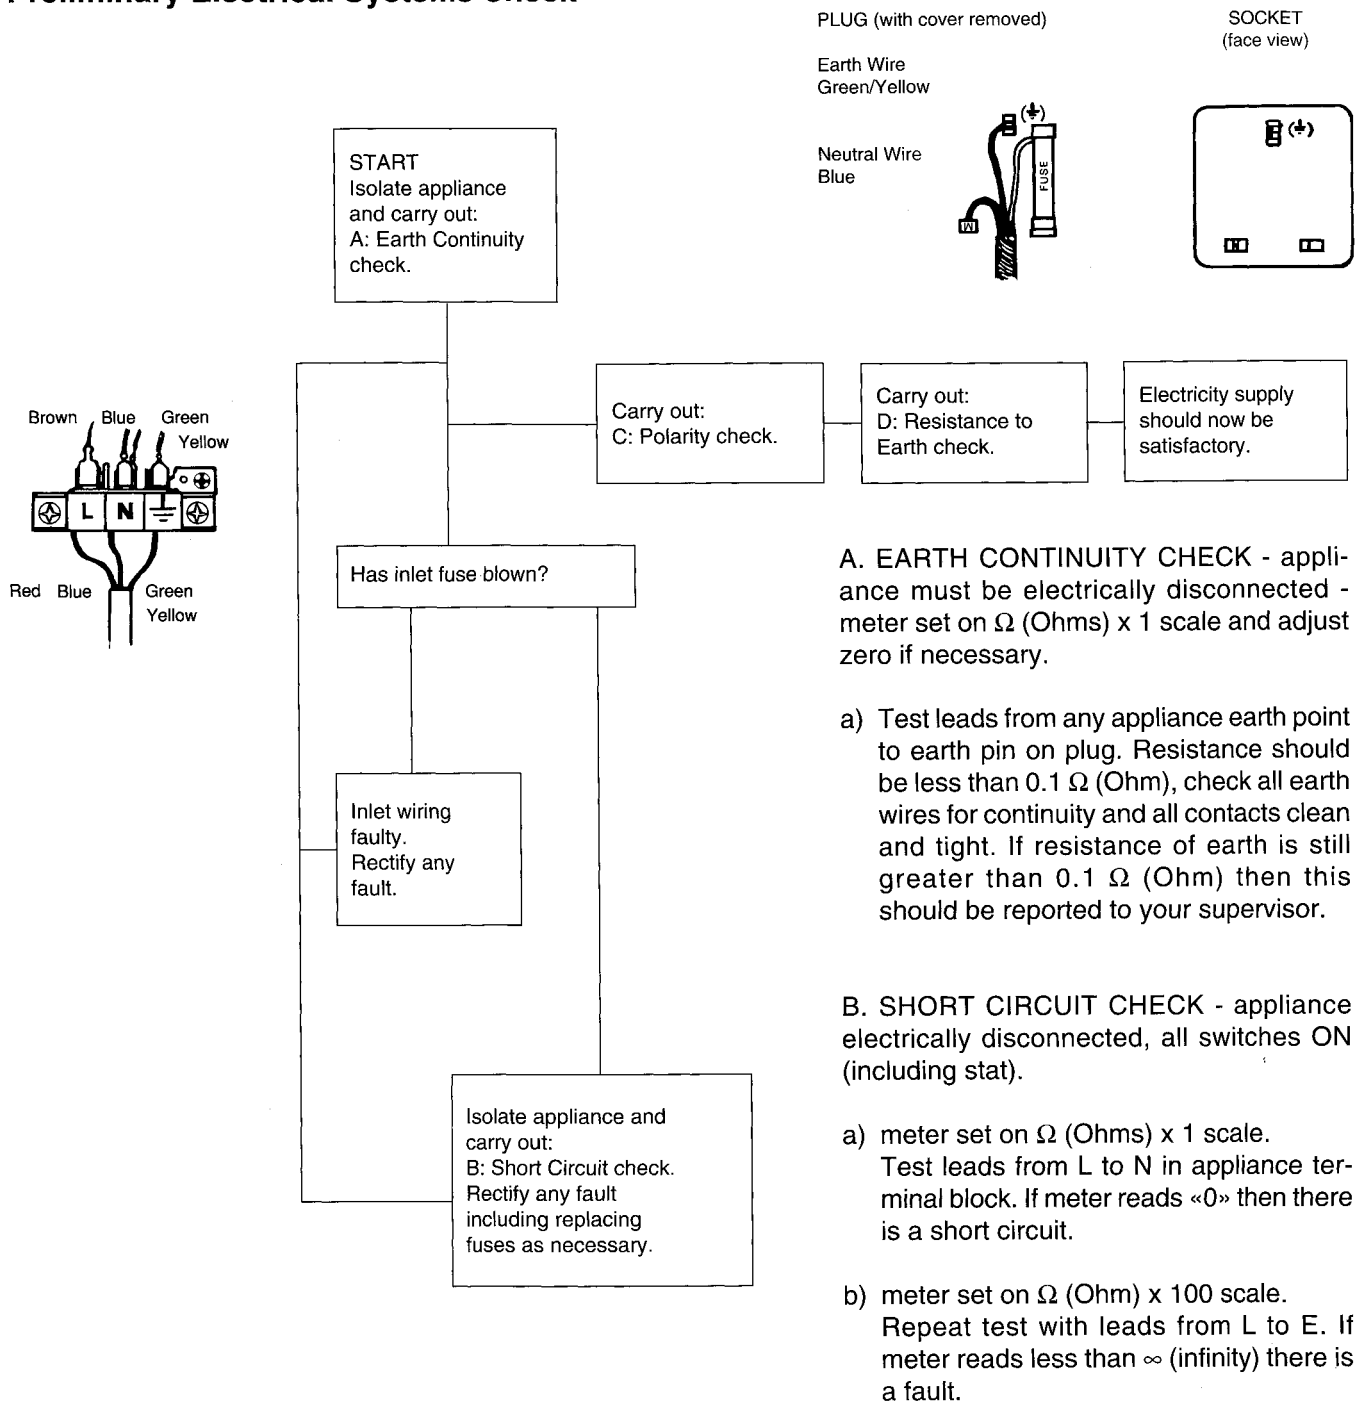 Preliminary Electrical Systems Check
PLUG (with cover removed)
SOCKET
(face view)
Earth Wire
Green/Yellow
Neutral Wire
Blue
FUSE
START
Isolate appliance
and carry out:
A: Earth Continuity
check.
Carry out:
C: Polarity check.
Carry out:
D: Resistance to
Earth check.
Electricity supply
should now be
satisfactory.
Brown Blue Green
Yellow
L N
Red Blue Green
Yellow
Has inlet fuse blown?
Inlet wiring
faulty.
Rectify any
fault.
Isolate appliance and
carry out:
B: Short Circuit check.
Rectify any fault
including replacing
fuses as necessary.
A. EARTH CONTINUITY CHECK - appli-
ance must be electrically disconnected -
meter set on Ω (Ohms) x 1 scale and adjust
zero if necessary.
a) Test leads from any appliance earth point
to earth pin on plug. Resistance should
be less than 0.1 Ω (Ohm), check all earth
wires for continuity and all contacts clean
and tight. If resistance of earth is still
greater than 0.1 Ω (Ohm) then this
should be reported to your supervisor.
B. SHORT CIRCUIT CHECK - appliance
electrically disconnected, all switches ON
(including stat).
a) meter set on Ω (Ohms) x 1 scale.
Test leads from L to N in appliance ter-
minal block. If meter reads «0» then there
is a short circuit.
b) meter set on Ω (Ohm) x 100 scale.
Repeat test with leads from L to E. If
meter reads less than ∞ (infinity) there is
a fault.